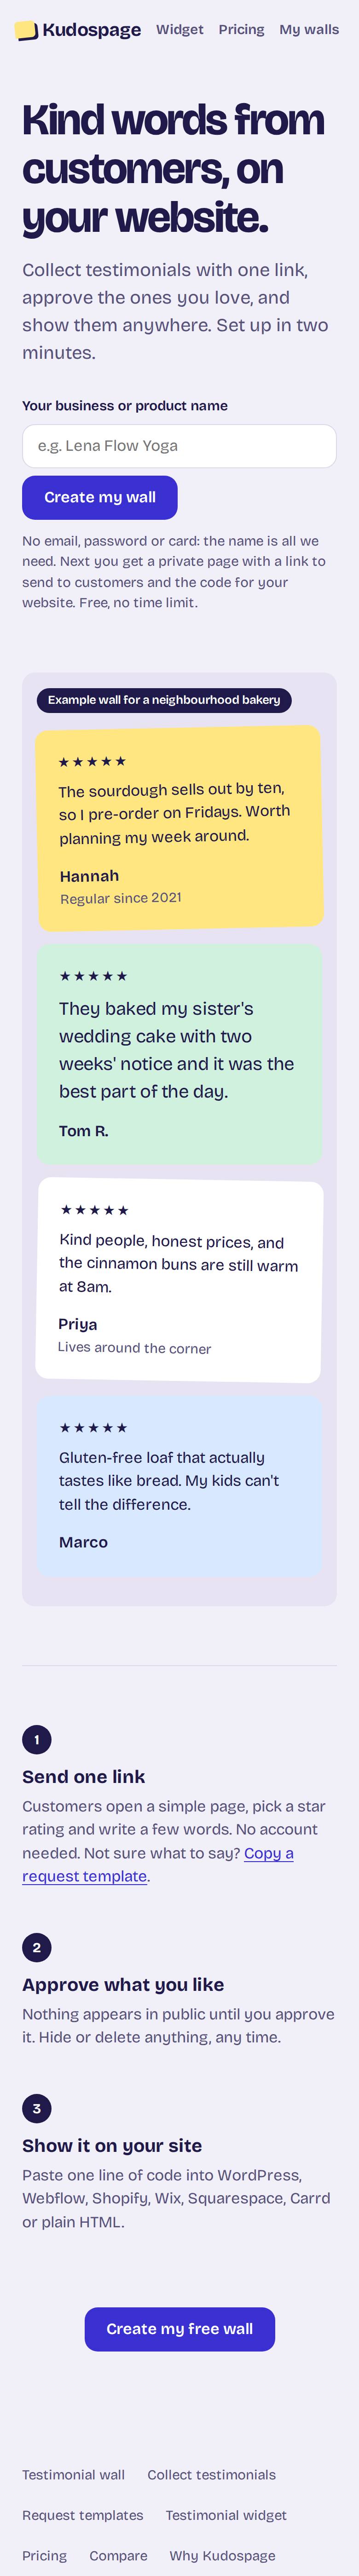 Kudospage Widget Pricing My walls
Kind words from
customers, on
your website.
Collect testimonials with one link,
approve the ones you love, and
show them anywhere. Set up in two
minutes.
Your business or product name
e.g. Lena Flow Yoga
Create my wall
No email, password or card: the name is all we
need. Next you get a private page with a link to
send to customers and the code for your
website. Free, no time limit.
Example wall for a neighbourhood bakery
★★★★★
The sourdough sells out by ten,
so I pre-order on Fridays. Worth
planning my week around.
Hannah
Regular since 2021
★★★★★
They baked my sister's
wedding cake with two
weeks' notice and it was the
best part of the day.
Tom R.
★★★★★
Kind people, honest prices, and
the cinnamon buns are still warm
at 8am.
Priya
Lives around the corner
★★★★★
Gluten-free loaf that actually
tastes like bread. My kids can't
tell the difference.
Marco
1
Send one link
Customers open a simple page, pick a star
rating and write a few words. No account
needed. Not sure what to say? Copy a
request template.
2
Approve what you like
Nothing appears in public until you approve
it. Hide or delete anything, any time.
3
Show it on your site
Paste one line of code into WordPress,
Webflow, Shopify, Wix, Squarespace, Carrd
or plain HTML.
Create my free wall
Testimonial wall Collect testimonials
Request templates Testimonial widget
Pricing Compare Why Kudospage